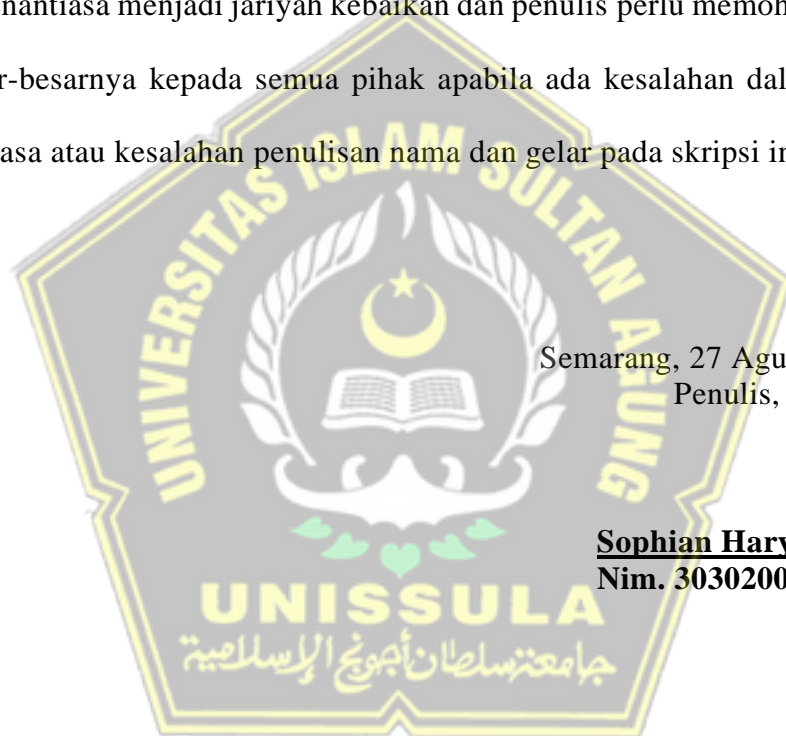 enantiasa menjadi jariyah kebaikan dan penulis perlu memoh
r-besarnya kepada semua pihak apabila ada kesalahan dal
asa atau kesalahan penulisan nama dan gelar pada skripsi in
UNIVERSITAS ISLAM SULTAN AGUNG
Semarang, 27 Agu
Penulis,
Sophian Hary
Nim. 3030200
UNISSULA
جامعة سلطان أجونج الإسلامية